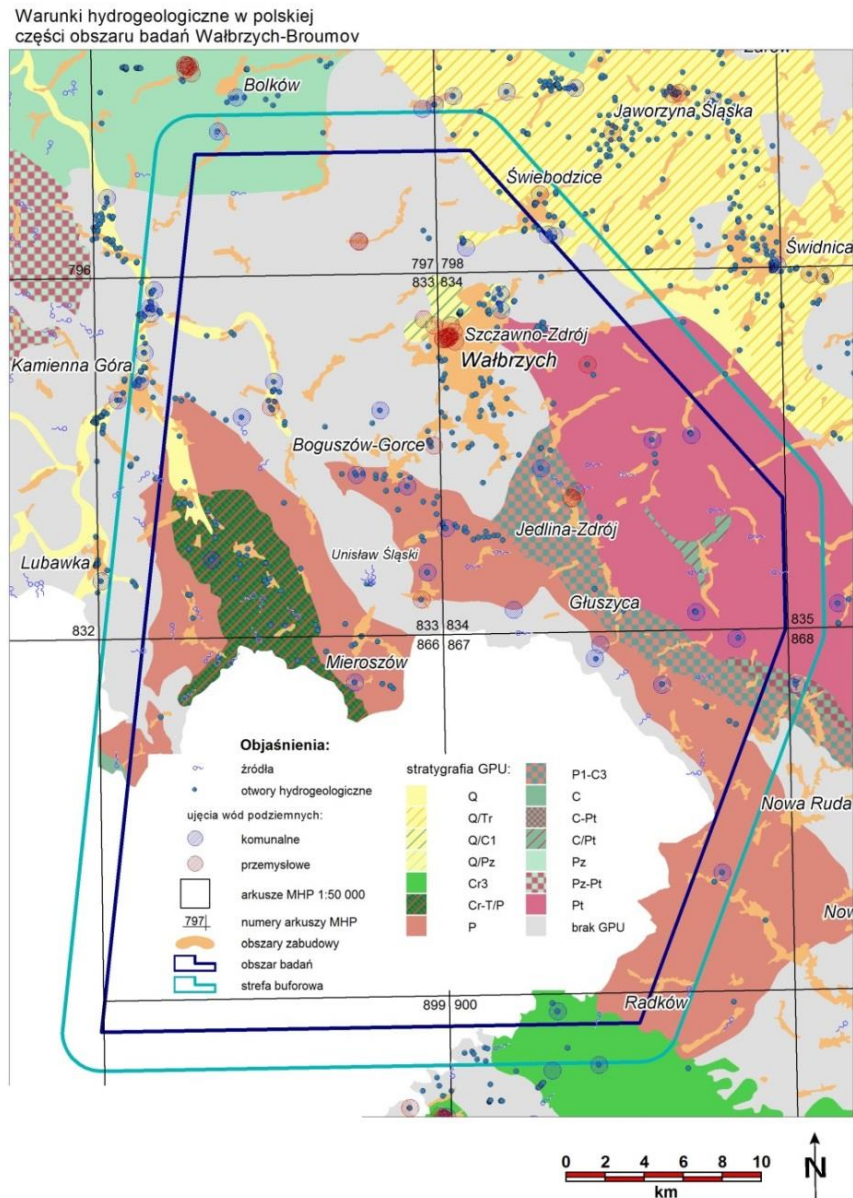 Warunki hydrogeologiczne w polskiej
części obszaru badań Wałbrzych-Broumov
Bolków
Jaworzyna Śląska
Świebodzice
Świdnica
796
797 798
833 834
Szczawno-Zdrój
Wałbrzych
Kamienna Góra
Boguszów-Gorce
Jedlina-Zdrój
Unisław Śląski
Lubawka
Głuszyca
832
833 834
866 867
835
868
Mieroszów
Objaśnienia:
źródła
otwory hydrogeologiczne
ujęcia wód podziemnych:
komunalne
przemysłowe
arkusze MHP 1:50 000
797
numery arkuszy MHP
obszary zabudowy
obszar badań
strefa buforowa
stratygrafia GPU:
Q
Q/Tr
Q/C1
Q/Pz
Cr3
Cr-T/P
P
P1-C3
C
C-Pt
C/Pt
Pz
Pz-Pt
Pt
brak GPU
Nowa Ruda
Now
899 900
Radków
0 2 4 6 8 10
km
N